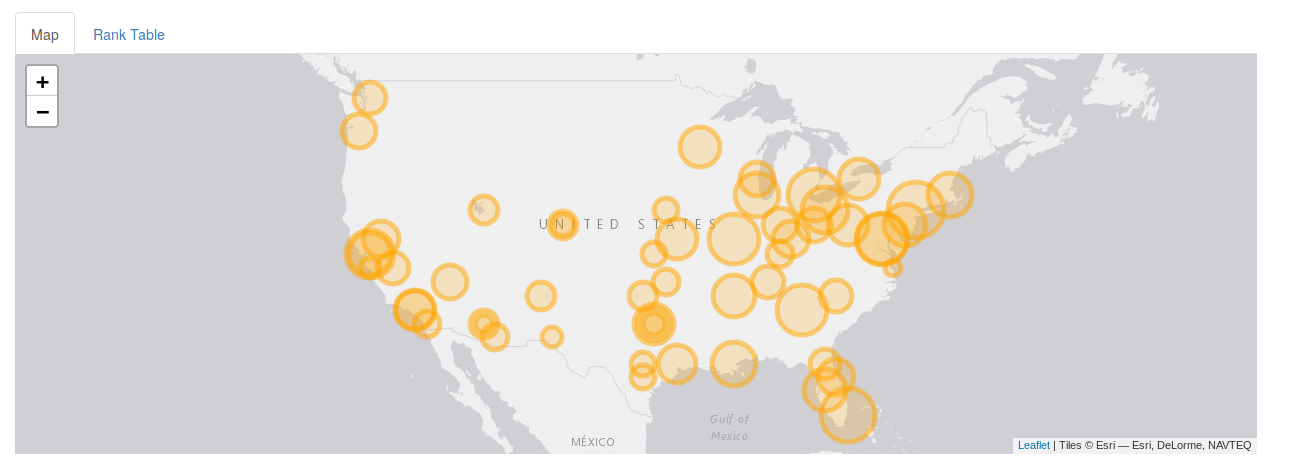 Map
Rank Table
+
−
UNITED STATES
Gulf of
Mexico
MÉXICO
Leaflet | Tiles © Esri — Esri, DeLorme, NAVTEQ